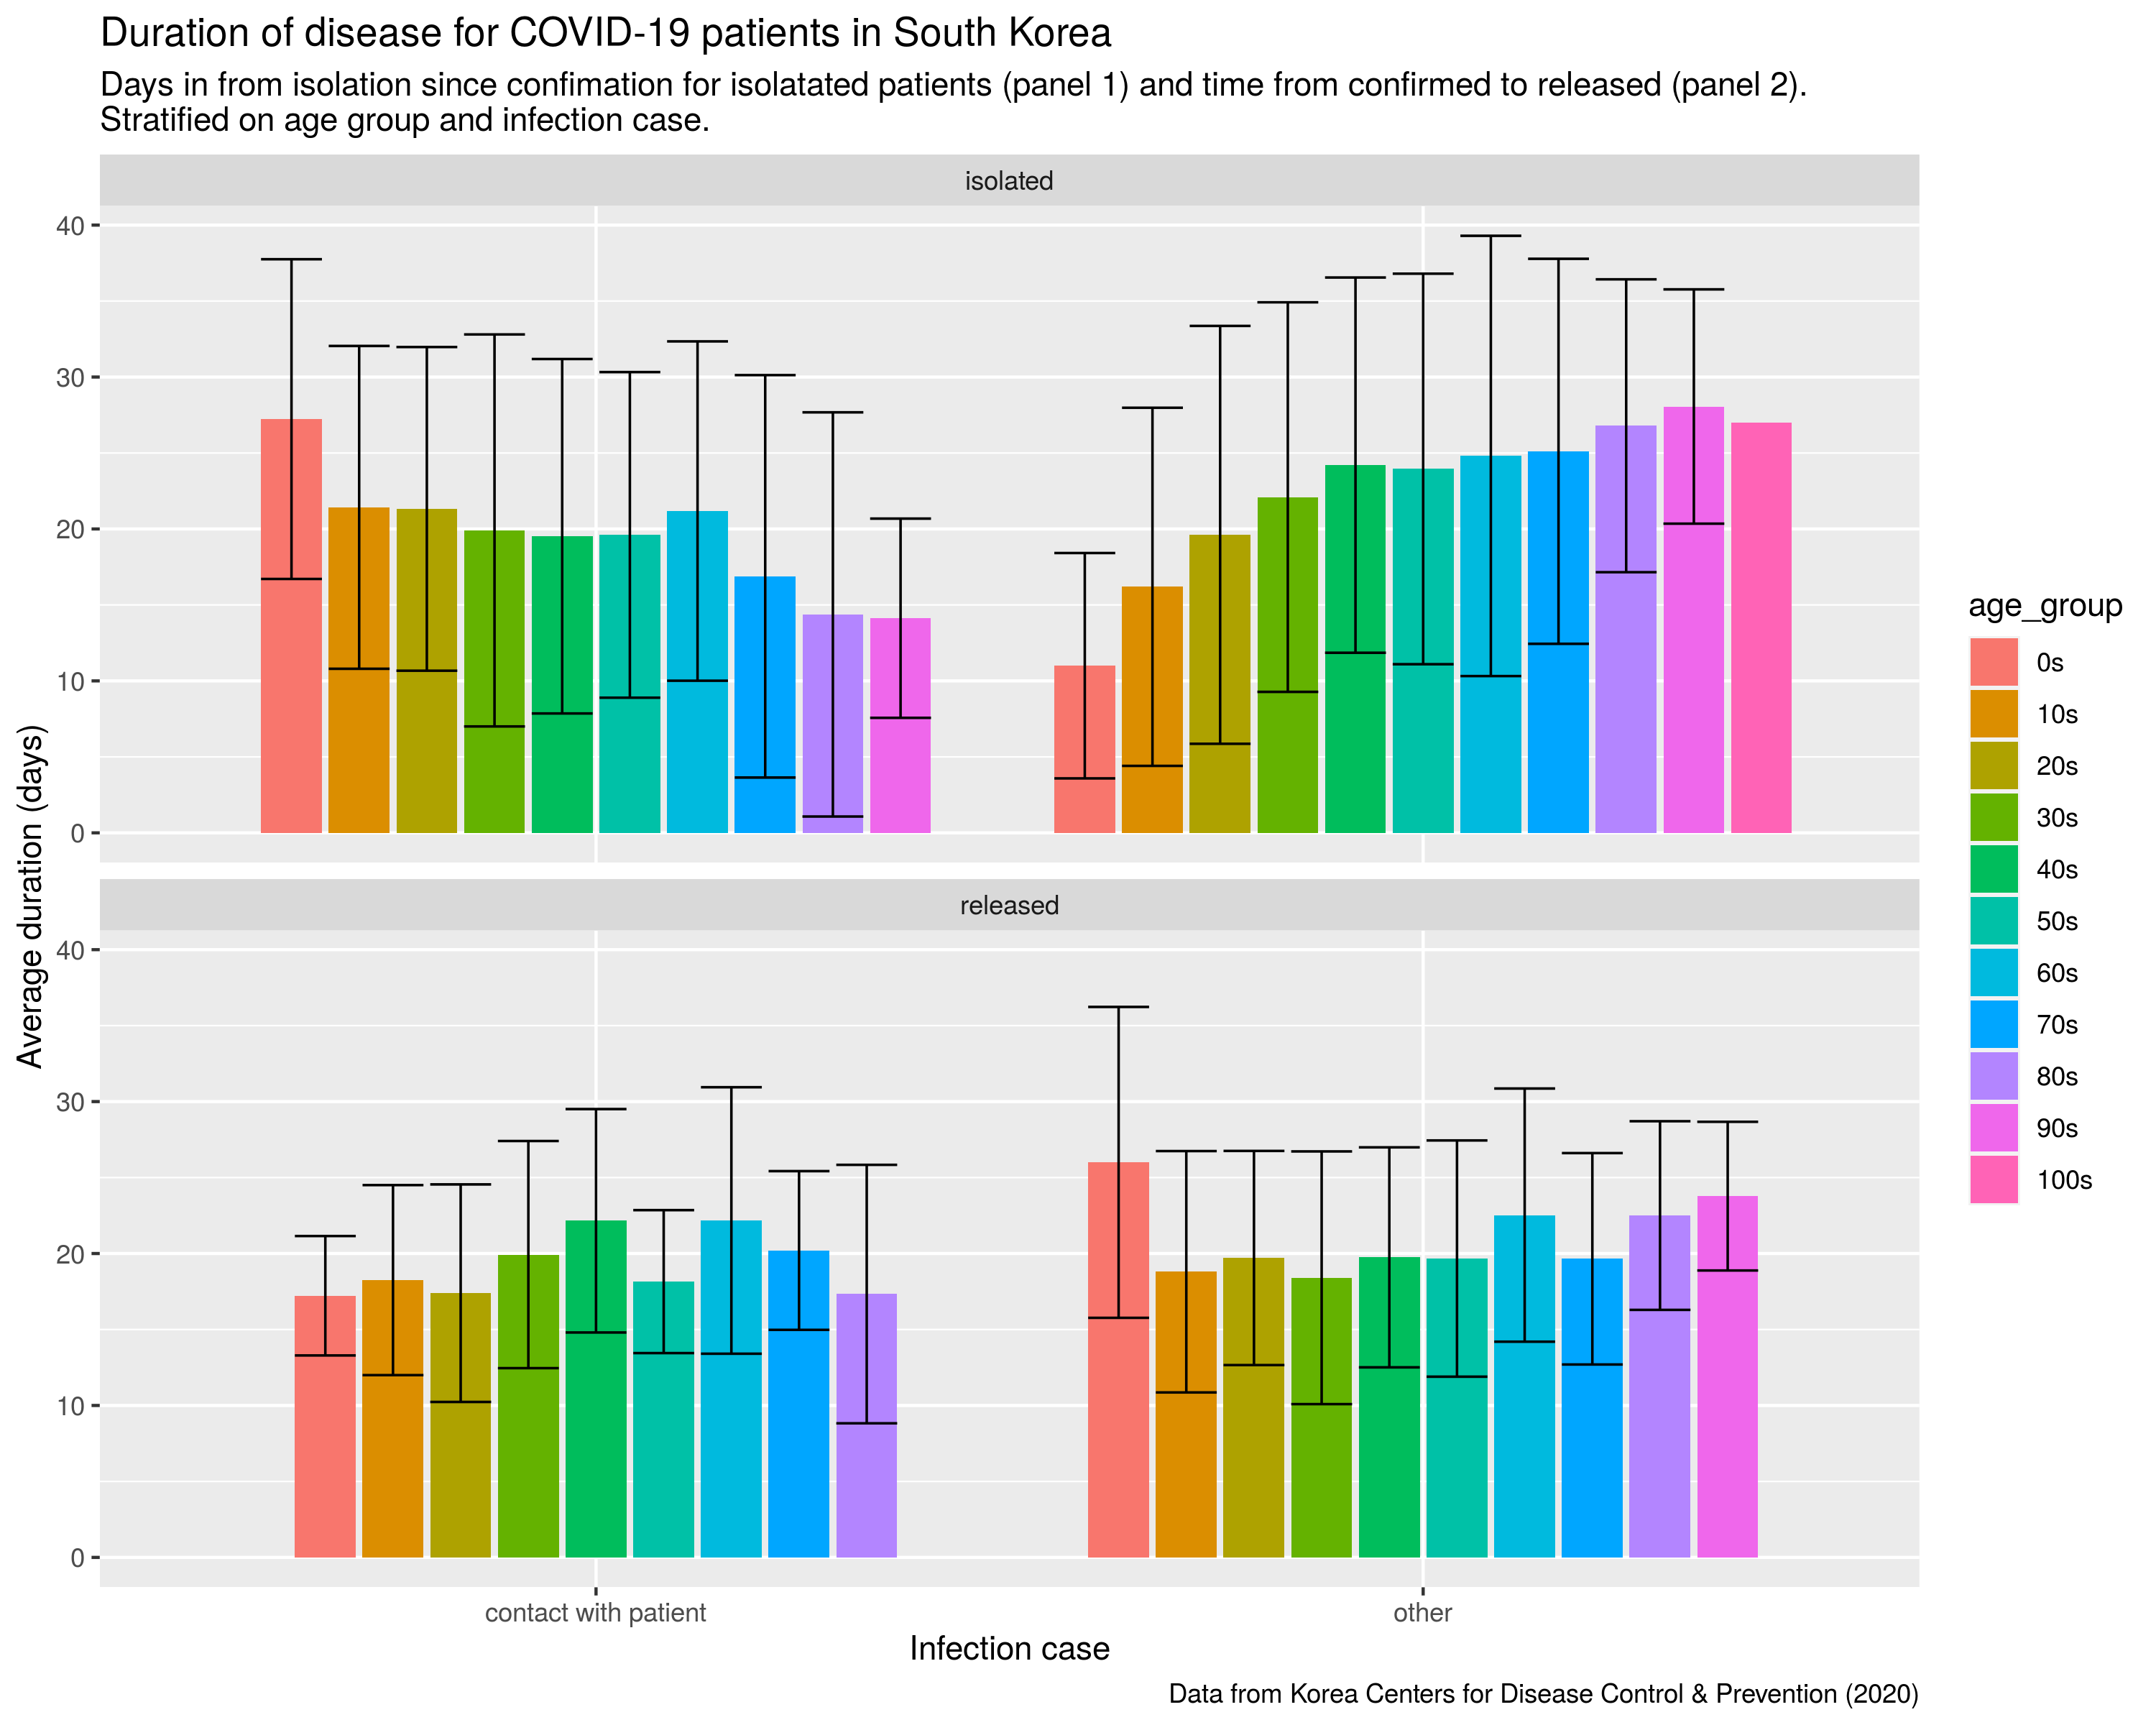 Duration of disease for COVID-19 patients in South Korea
Days in from isolation since confimation for isolatated patients (panel 1) and time from confirmed to released (panel 2).
Stratified on age group and infection case.
isolated
40
30
20
10
0
released
40
30
20
10
0
Average duration (days)
contact with patient
other
Infection case
age_group
0s
10s
20s
30s
40s
50s
60s
70s
80s
90s
100s
Data from Korea Centers for Disease Control & Prevention (2020)